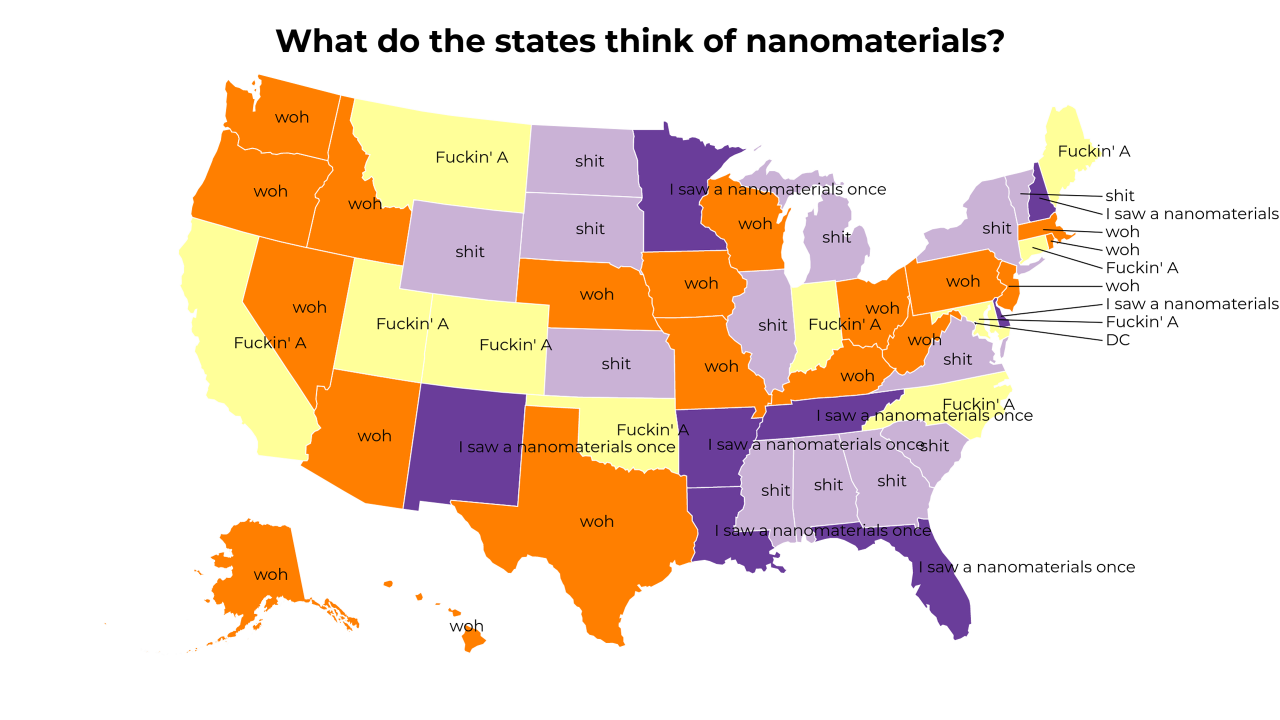 What do the states think of nanomaterials?
woh
Fuckin' A
shit
Fuckin' A
I saw a nanomaterials once
woh
woh
shit
shit
I saw a nanomaterials
woh
shit
shit
woh
shit
woh
woh
Fuckin' A
shit
woh
woh
woh
woh
I saw a nanomaterials once
woh
Fuckin' A
shit
Fuckin' A
woh
Fuckin' A
DC
Fuckin' A
woh
Fuckin' A
shit
shit
woh
woh
Fuckin' A
I saw a nanomaterials once
Fuckin' A
woh
I saw a nanomaterials once
I saw a nanomaterials once
shit
shit
shit
shit
woh
I saw a nanomaterials once
I saw a nanomaterials once
woh
woh